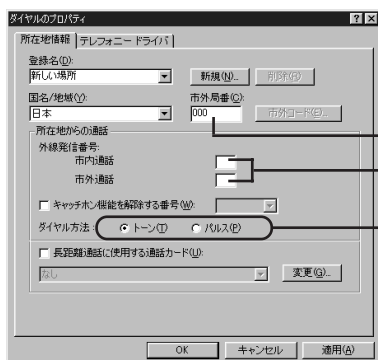 ダイヤルのプロパティ
所在地情報 テレフォニー ドライバ
登録名(D):
新しい場所 新規(N)... 削除(R)
国名/地域(Y): 市外局番(C):
日本 000 市外コード(E)...
所在地からの通話
外線発信番号:
市内通話
市外通話
キャッチホン機能を解除する番号(W):
ダイヤル方法: トーン(T) パルス(P)
長距離通話に使用する通話カード(U):
なし 変更(G)...
OK キャンセル 適用(A)